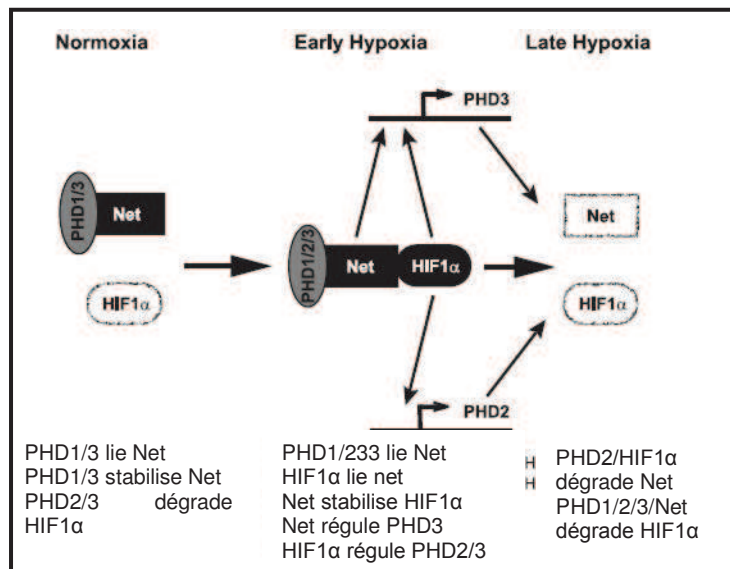 Normoxia
Early Hypoxia
Late Hypoxia
PHD3
PHD1/3
Net
HIF1α
PHD1/2/3
Net
HIF1α
Net
HIF1α
PHD2
PHD1/3 lie Net
PHD1/3 stabilise Net
PHD2/3 dégrade
HIF1α
PHD1/233 lie Net
HIF1α lie net
Net stabilise HIF1α
Net régule PHD3
HIF1α régule PHD2/3
H PHD2/HIF1α
H dégrade Net
PHD1/2/3/Net
dégrade HIF1α